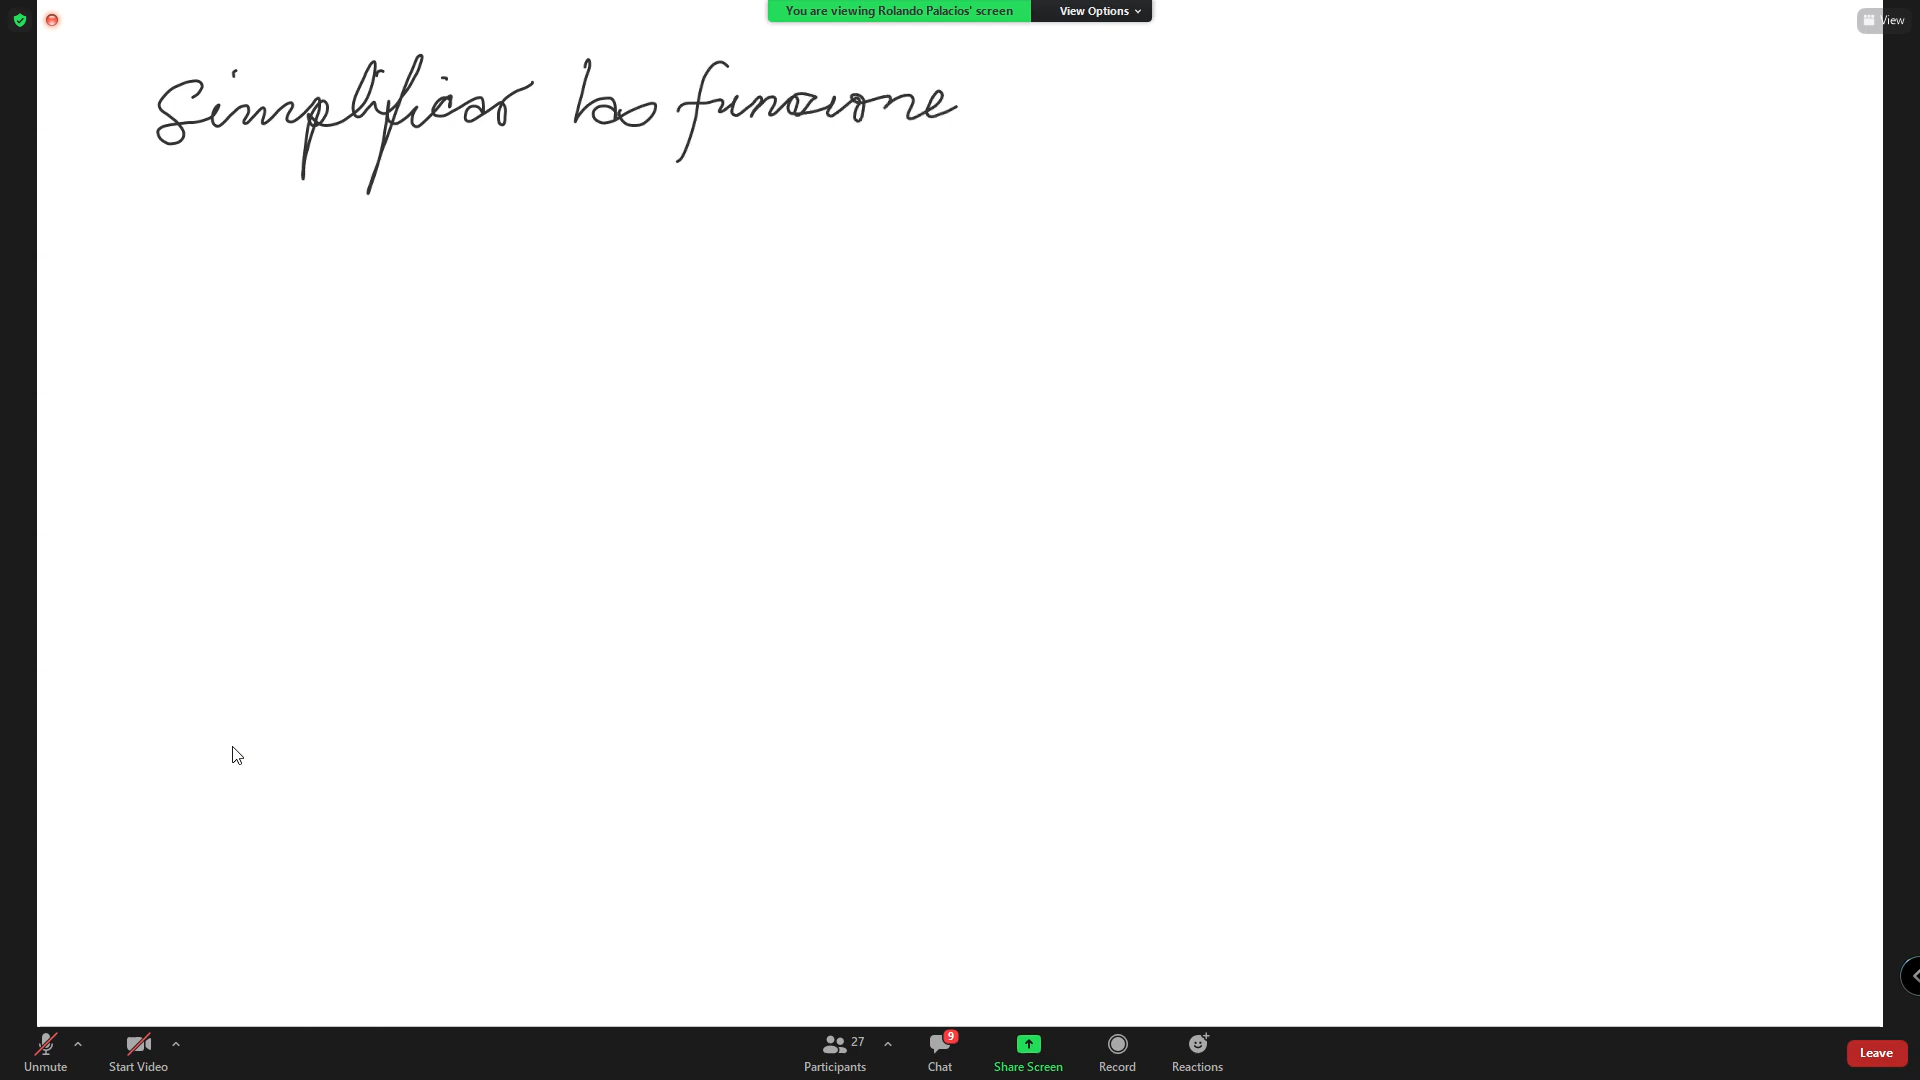 You are viewing Rolando Palacios' screen View Options
View
Simplificar las funcione
Unmute
Start Video
27
Participants
9
Chat
Share Screen
Record
Reactions
Leave